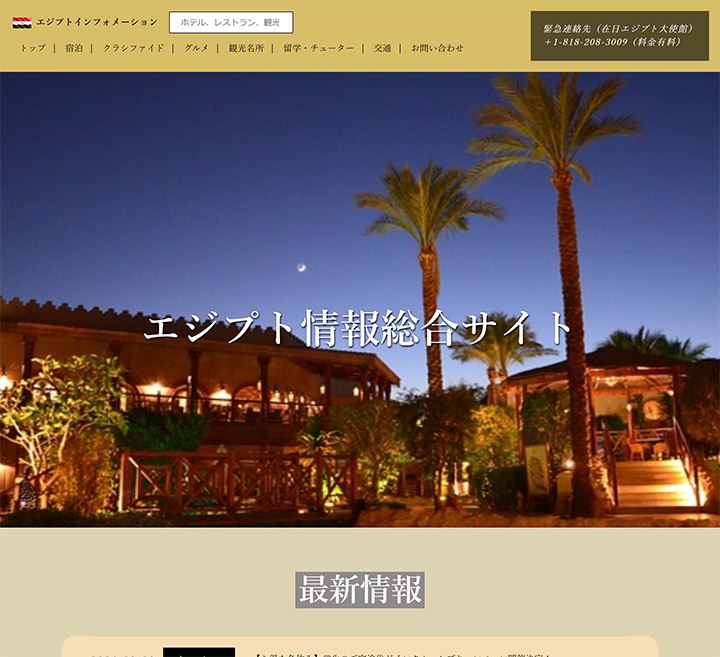 エジプトインフォメーション
ホテル、レストラン、観光
緊急連絡先（在日エジプト大使館）
＋1-818-208-3009（料金有料）
トップ | 宿泊 | クラシファイド | グルメ | 観光名所 | 留学・チューター | 交通 | お問い合わせ
エジプト情報総合サイト
最新情報